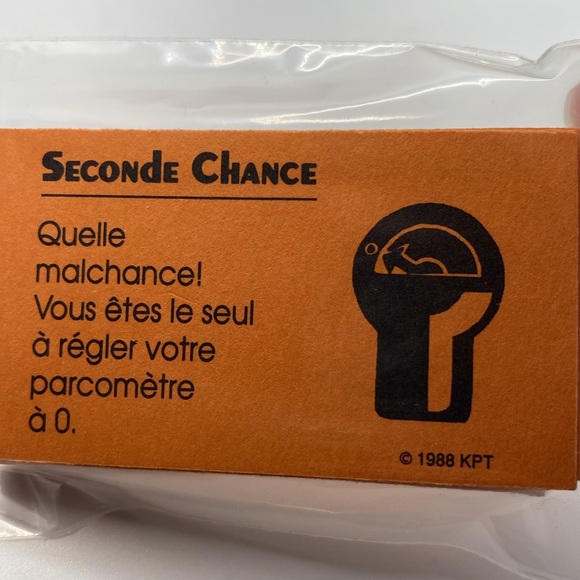 SECONDE CHANCE
Quelle
malchance!
Vous êtes le seul
à régler votre
parcomètre
à 0.
© 1988 KPT